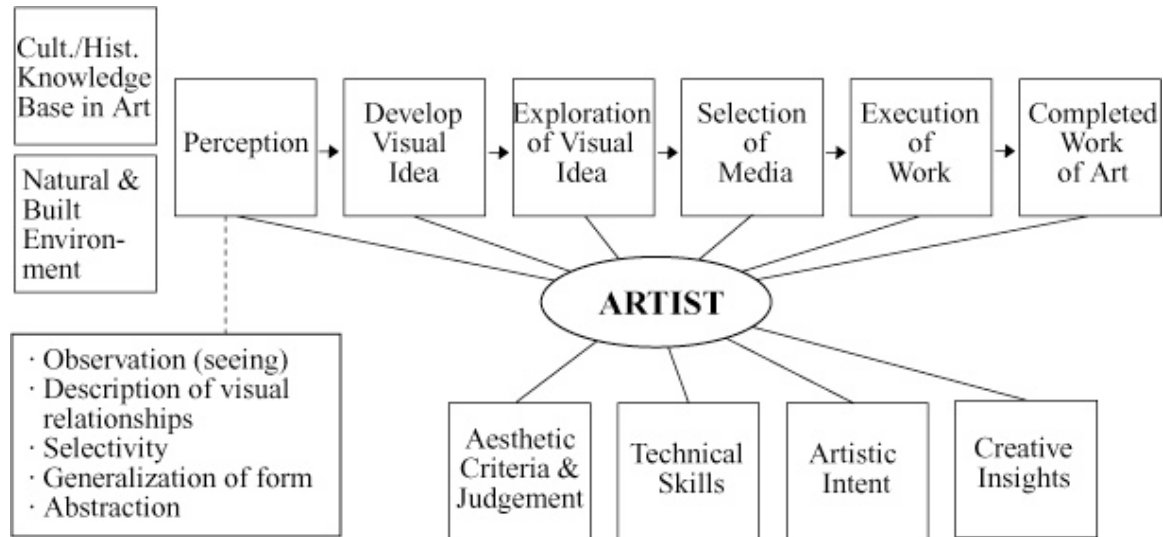 Cult./Hist.
Knowledge
Base in Art
Natural &
Built
Environ-
ment
Perception
Develop
Visual
Idea
Exploration
of Visual
Idea
Selection
of
Media
Execution
of
Work
Completed
Work
of Art
ARTIST
· Observation (seeing)
· Description of visual
relationships
· Selectivity
· Generalization of form
· Abstraction
Aesthetic
Criteria &
Judgement
Technical
Skills
Artistic
Intent
Creative
Insights